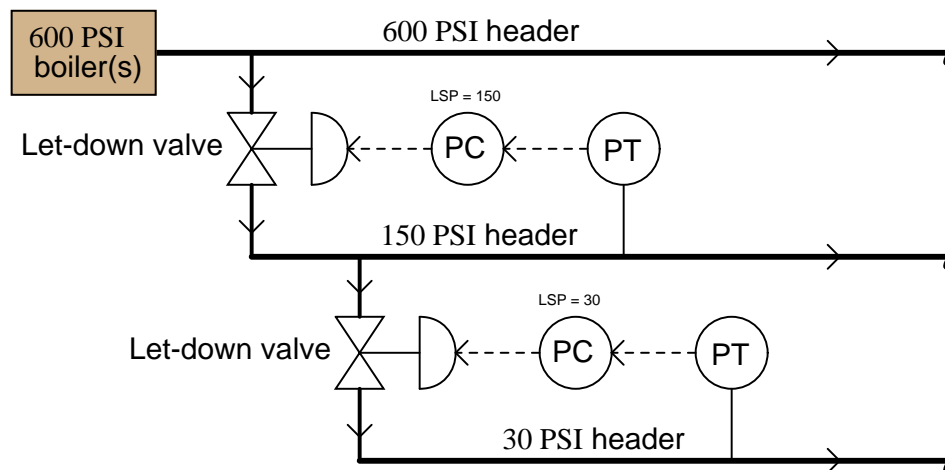 600 PSI
boiler(s)
600 PSI header
LSP = 150
Let-down valve
PC
PT
150 PSI header
LSP = 30
Let-down valve
PC
PT
30 PSI header